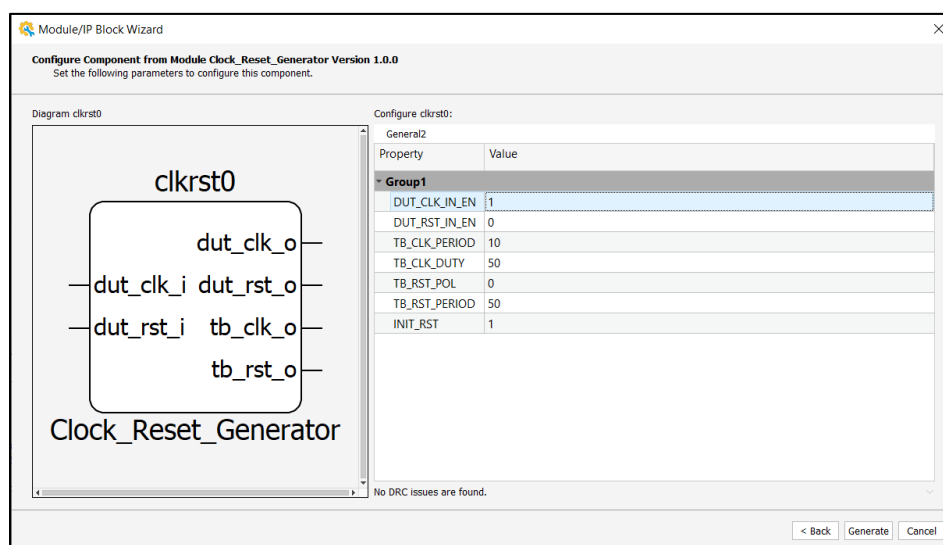 Module/IP Block Wizard
Configure Component from Module Clock_Reset_Generator Version 1.0.0
Set the following parameters to configure this component.
Diagram clkrst0
Configure clkrst0:
General2
Property Value
Group1
DUT_CLK_IN_EN 1
DUT_RST_IN_EN 0
TB_CLK_PERIOD 10
TB_CLK_DUTY 50
TB_RST_POL 0
TB_RST_PERIOD 50
INIT_RST 1
clkrst0
dut_clk_o
dut_clk_i dut_rst_o
dut_rst_i tb_clk_o
tb_rst_o
Clock_Reset_Generator
No DRC issues are found.
< Back Generate Cancel